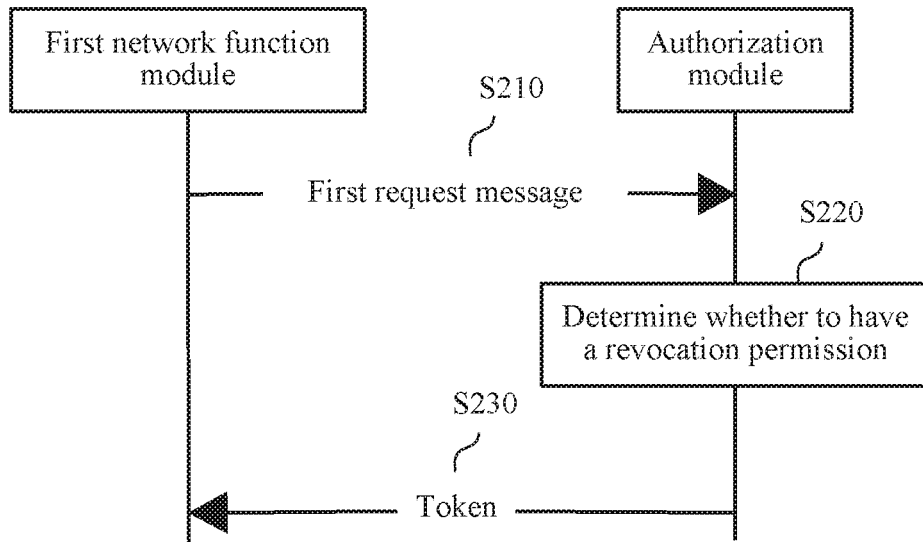 First network function
module
Authorization
module
S210
First request message
S220
Determine whether to have
a revocation permission
S230
Token